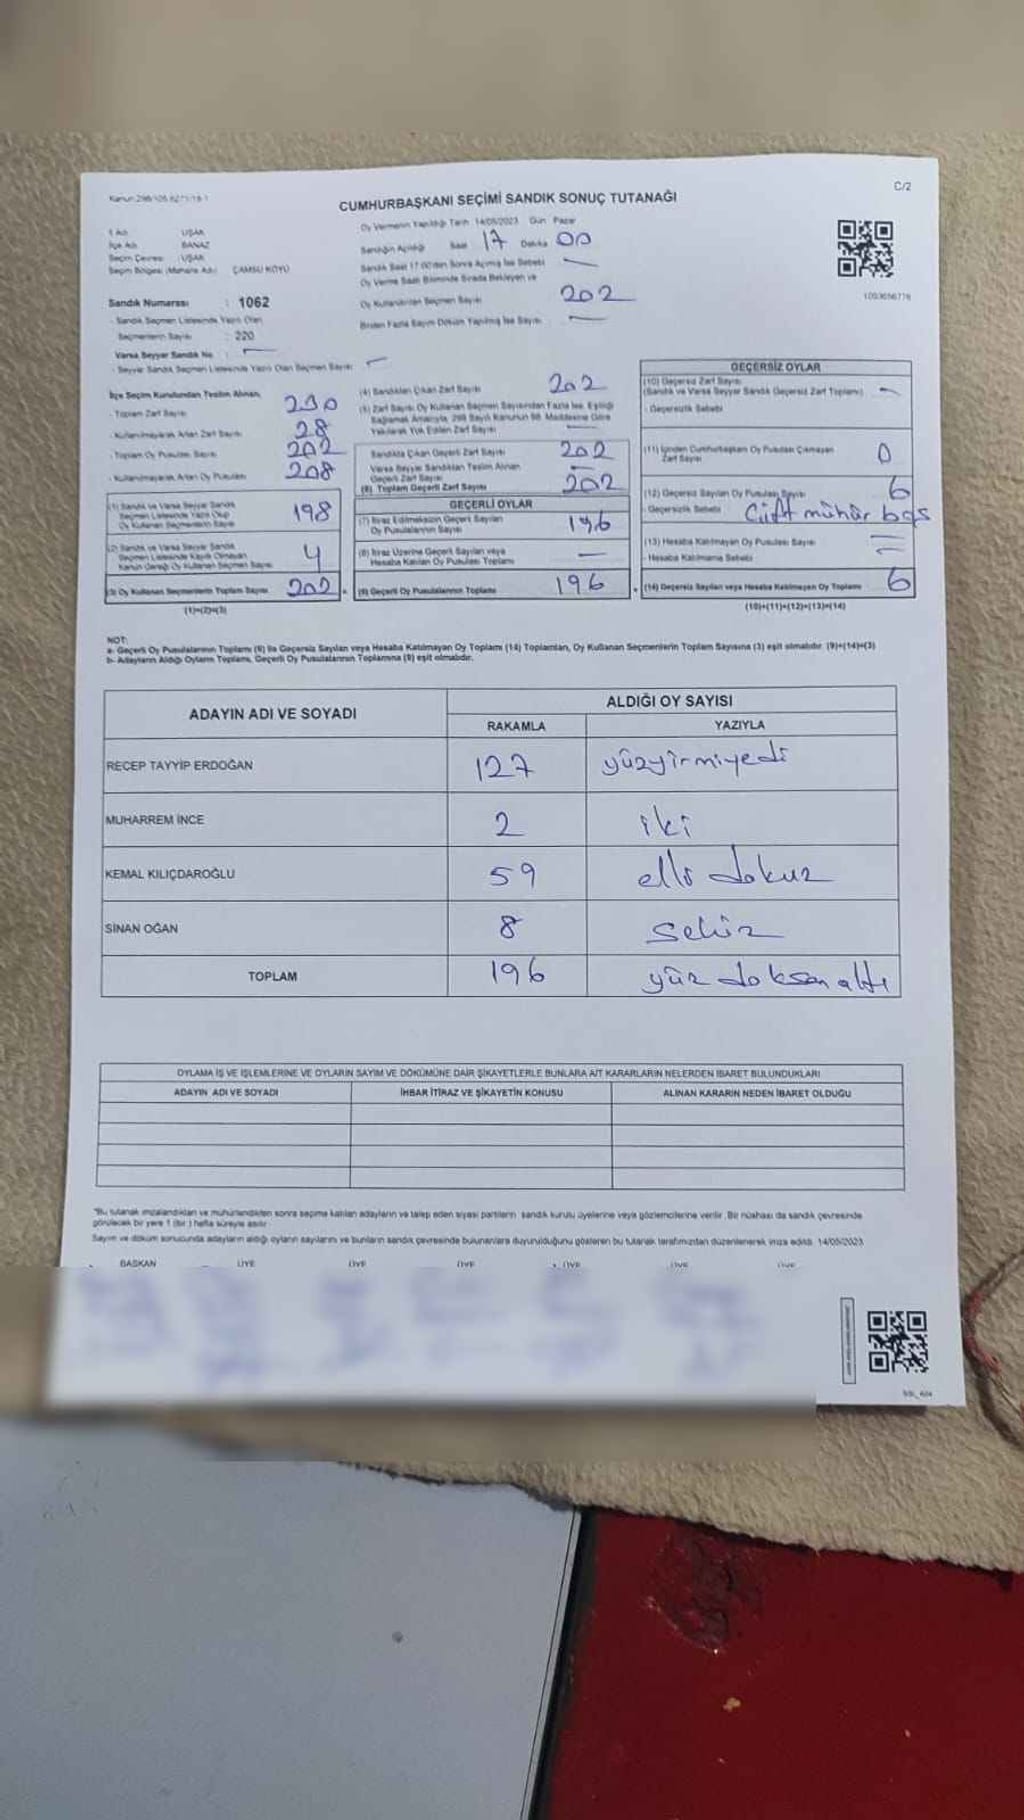 C/2
CUMHURBAŞKANI SEÇİMİ SANDIK SONUÇ TUTANAĞI
İl Adı UŞAK
İlçe Adı BANAZ
Seçim Çevresi UŞAK
Seçim Bölgesi (Mahalle Adı) ÇAMSU KÖYÜ
Sandık Numarası : 1062
- Sandık Seçmen Listesinde Yazılı Olan
Seçmenlerin Sayısı : 220
Varsa Seyyar Sandık No : —
- Seyyar Sandık Seçmen Listesinde Yazılı Olan Seçmen Sayısı —
Oy Vermenin Yapıldığı Tarih 14/05/2023 Gün Pazar
Sandığın Açıldığı Saat 17 Dakika 00
Sandık Saat 17.00'den Sonra Açılmış İse Sebebi —
Oy Verme Saati Bitiminde Sırada Bekleyen ve
Oy Kullandırılan Seçmen Sayısı 202
Birden Fazla Sayım Döküm Yapılmış İse Sayısı —
İlçe Seçim Kurulundan Teslim Alınan,
- Toplam Zarf Sayısı 230
- Kullanılmayarak Artan Zarf Sayısı 28
- Toplam Oy Pusulası Sayısı 202
- Kullanılmayarak Artan Oy Pusulası 208
(1) Sandık ve Varsa Seyyar Sandık
Seçmen Listesinde Yazılı Olup
Oy Kullanan Seçmenlerin Sayısı 198
(2) Sandık ve Varsa Seyyar Sandık
Seçmen Listesinde Kayıtlı Olmayan
Kanun Gereği Oy Kullanan Seçmen Sayısı 4
(3) Oy Kullanan Seçmenlerin Toplam Sayısı 202
(1)+(2)=(3)
(4) Sandıktan Çıkan Zarf Sayısı 202
(5) Zarf Sayısı Oy Kullanan Seçmen Sayısından Fazla İse, Eşitliği
Sağlamak Amacıyla, 298 Sayılı Kanunun 98. Maddesine Göre
Yakılarak Yok Edilen Zarf Sayısı —
Sandıkta Çıkan Geçerli Zarf Sayısı 202
Varsa Seyyar Sandıktan Teslim Alınan
Geçerli Zarf Sayısı —
(6) Toplam Geçerli Zarf Sayısı 202
GEÇERLİ OYLAR
(7) İtiraz Edilmeksizin Geçerli Sayılan
Oy Pusulalarının Sayısı 196
(8) İtiraz Üzerine Geçerli Sayılan veya
Hesaba Katılan Oy Pusulası Toplamı —
(9) Geçerli Oy Pusulalarının Toplamı 196
GEÇERSİZ OYLAR
(10) Geçersiz Zarf Sayısı
(Sandık ve Varsa Seyyar Sandık Geçersiz Zarf Toplamı) —
- Geçersizlik Sebebi
(11) İçinden Cumhurbaşkanı Oy Pusulası Çıkmayan
Zarf Sayısı 0
(12) Geçersiz Sayılan Oy Pusulası Sayısı 6
- Geçersizlik Sebebi Çift mühür bas
(13) Hesaba Katılmayan Oy Pusulası Sayısı —
- Hesaba Katılmama Sebebi —
(14) Geçersiz Sayılan veya Hesaba Katılmayan Oy Toplamı 6
(10)+(11)+(12)+(13)=(14)
NOT:
a- Geçerli Oy Pusulalarının Toplamı (9) ile Geçersiz Sayılan veya Hesaba Katılmayan Oy Toplamı (14) Toplamları, Oy Kullanan Seçmenlerin Toplam Sayısına (3) eşit olmalıdır. (9)+(14)=(3)
b- Adayların Aldığı Oyların Toplamı, Geçerli Oy Pusulalarının Toplamına (9) eşit olmalıdır.
ADAYIN ADI VE SOYADI
ALDIĞI OY SAYISI
RAKAMLA YAZIYLA
RECEP TAYYİP ERDOĞAN 127 yüzyirmiyedi
MUHARREM İNCE 2 iki
KEMAL KILIÇDAROĞLU 59 elli dokuz
SİNAN OĞAN 8 sekiz
TOPLAM 196 yüz doksan altı
OYLAMA İŞ VE İŞLEMLERİNE VE OYLARIN SAYIM VE DÖKÜMÜNE DAİR ŞİKAYETLERLE BUNLARA AİT KARARLARIN NELERDEN İBARET BULUNDUKLARI
ADAYIN ADI VE SOYADI İHBAR İTİRAZ VE ŞİKAYETİN KONUSU ALINAN KARARIN NEDEN İBARET OLDUĞU
"Bu tutanak imzalandıktan ve mühürlendikten sonra seçime katılan adayların ve talep eden siyasi partilerin sandık kurulu üyelerine veya gözlemcilerine verilir. Bir nüshası da sandık çevresinde
görülecek bir yere 1 (bir) hafta süreyle asılır.
Sayım ve döküm sonucunda adayların aldığı oyların sayılarını ve bunların sandık çevresinde bulunanlara duyurulduğunu gösteren bu tutanak tarafımızdan düzenlenerek imza edildi. 14/05/2023
BAŞKAN ÜYE ÜYE ÜYE ÜYE ÜYE ÜYE